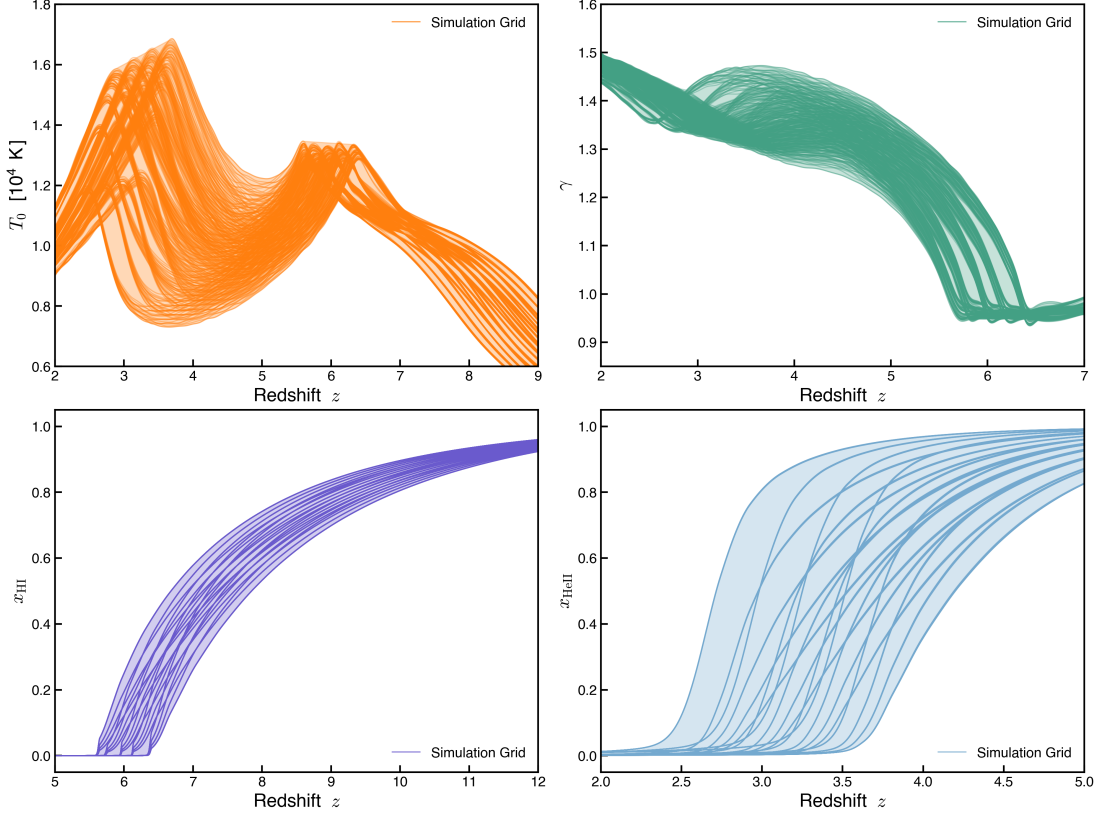 1.8
1.6
1.4
1.2
1.0
0.8
0.6
T₀ [10⁴ K]
Simulation Grid
2 3 4 5 6 7 8 9
Redshift z
1.6
1.5
1.4
1.3
1.2
1.1
1.0
0.9
γ
Simulation Grid
2 3 4 5 6 7
Redshift z
1.0
0.8
0.6
0.4
0.2
0.0
x_HI
Simulation Grid
5 6 7 8 9 10 11 12
Redshift z
1.0
0.8
0.6
0.4
0.2
0.0
x_HeII
Simulation Grid
2.0 2.5 3.0 3.5 4.0 4.5 5.0
Redshift z